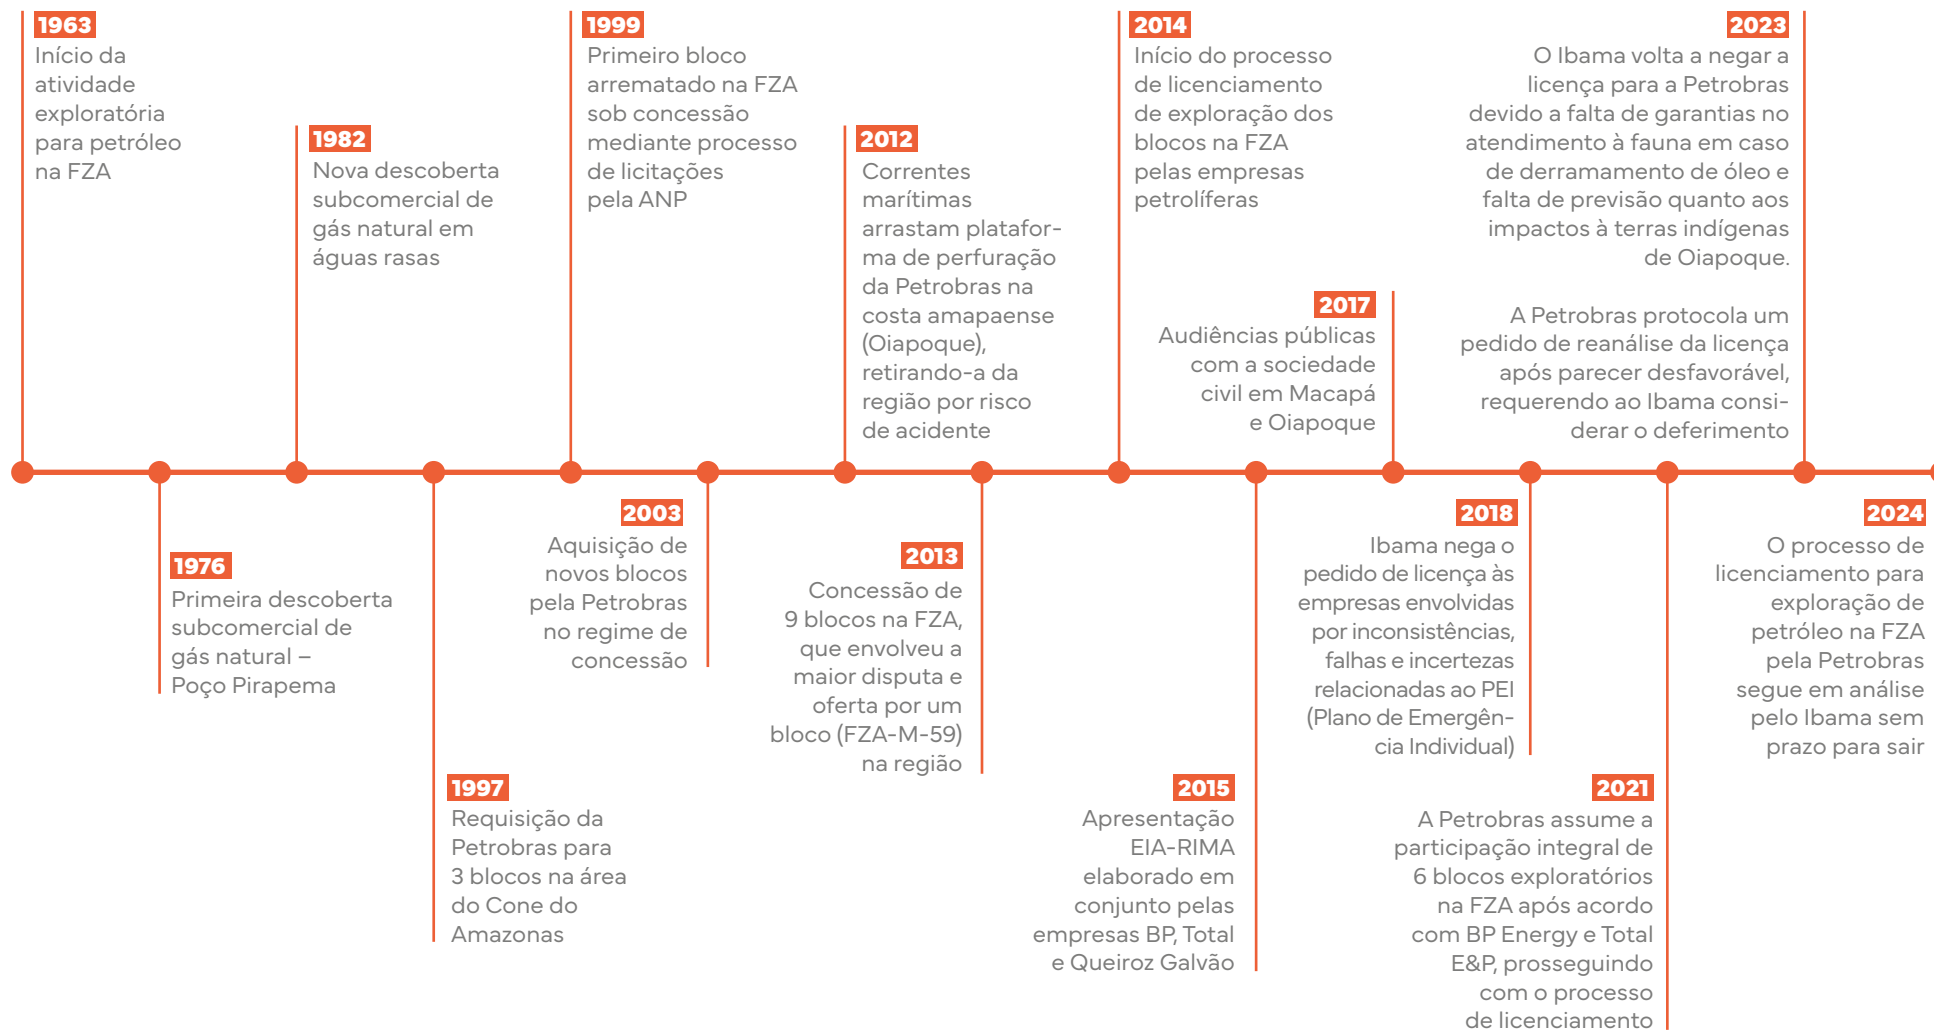 1963
Início da
atividade
exploratória
para petróleo
na FZA
1976
Primeira descoberta
subcomercial de
gás natural –
Poço Pirapema
1982
Nova descoberta
subcomercial de
gás natural em
águas rasas
1997
Requisição da
Petrobras para
3 blocos na área
do Cone do
Amazonas
1999
Primeiro bloco
arrematado na FZA
sob concessão
mediante processo
de licitações
pela ANP
2003
Aquisição de
novos blocos
pela Petrobras
no regime de
concessão
2012
Correntes
marítimas
arrastam platafor-
ma de perfuração
da Petrobras na
costa amapaense
(Oiapoque),
retirando-a da
região por risco
de acidente
2013
Concessão de
9 blocos na FZA,
que envolveu a
maior disputa e
oferta por um
bloco (FZA-M-59)
na região
2014
Início do processo
de licenciamento
de exploração dos
blocos na FZA
pelas empresas
petrolíferas
2015
Apresentação
EIA-RIMA
elaborado em
conjunto pelas
empresas BP, Total
e Queiroz Galvão
2017
Audiências públicas
com a sociedade
civil em Macapá
e Oiapoque
2018
Ibama nega o
pedido de licença às
empresas envolvidas
por inconsistências,
falhas e incertezas
relacionadas ao PEI
(Plano de Emergên-
cia Individual)
2021
A Petrobras assume a
participação integral de
6 blocos exploratórios
na FZA após acordo
com BP Energy e Total
E&P, prosseguindo
com o processo
de licenciamento
2023
O Ibama volta a negar a
licença para a Petrobras
devido a falta de garantias no
atendimento à fauna em caso
de derramamento de óleo e
falta de previsão quanto aos
impactos à terras indígenas
de Oiapoque.
A Petrobras protocola um
pedido de reanálise da licença
após parecer desfavorável,
requerendo ao Ibama consi-
derar o deferimento
2024
O processo de
licenciamento para
exploração de
petróleo na FZA
pela Petrobras
segue em análise
pelo Ibama sem
prazo para sair